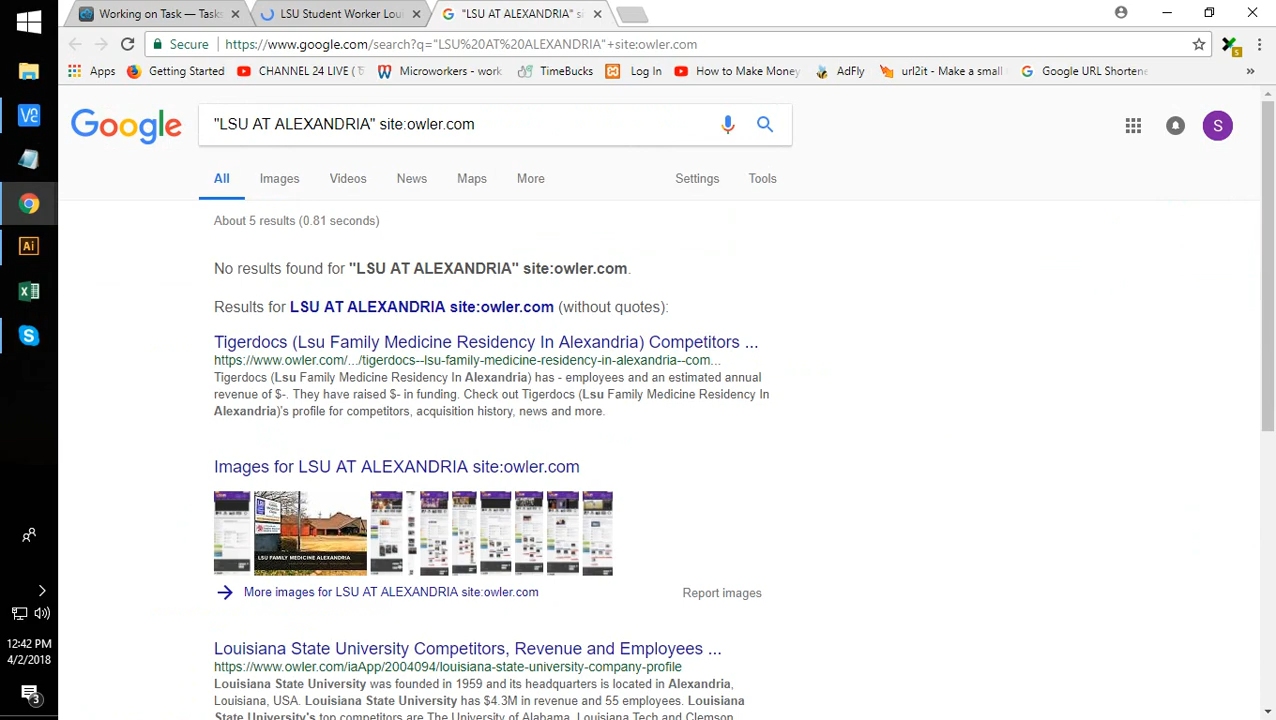 Working on Task — Task
LSU Student Worker Lou
"LSU AT ALEXANDRIA" si
Secure
https://www.google.com/search?q="LSU%20AT%20ALEXANDRIA"+site:owler.com
5
Apps
Getting Started
CHANNEL 24 LIVE (
Microworkers - work
TimeBucks
Log In
How to Make Money
AdFly
url2it - Make a small
Google URL Shortene
»
Google
"LSU AT ALEXANDRIA" site:owler.com
S
All
Images
Videos
News
Maps
More
Settings
Tools
About 5 results (0.81 seconds)
No results found for "LSU AT ALEXANDRIA" site:owler.com.
Results for LSU AT ALEXANDRIA site:owler.com (without quotes):
Tigerdocs (Lsu Family Medicine Residency In Alexandria) Competitors ...
https://www.owler.com/.../tigerdocs--lsu-family-medicine-residency-in-alexandria--com...
Tigerdocs (Lsu Family Medicine Residency In Alexandria) has - employees and an estimated annual
revenue of $-. They have raised $- in funding. Check out Tigerdocs (Lsu Family Medicine Residency In
Alexandria)'s profile for competitors, acquisition history, news and more.
Images for LSU AT ALEXANDRIA site:owler.com
LSU FAMILY MEDICINE ALEXANDRIA
More images for LSU AT ALEXANDRIA site:owler.com
Report images
Louisiana State University Competitors, Revenue and Employees ...
https://www.owler.com/iaApp/2004094/louisiana-state-university-company-profile
Louisiana State University was founded in 1959 and its headquarters is located in Alexandria,
Louisiana, USA. Louisiana State University has $4.3M in revenue and 55 employees. Louisiana
State University's top competitors are The University of Alabama, Louisiana Tech and Clemson
Ai
12:42 PM
4/2/2018
3